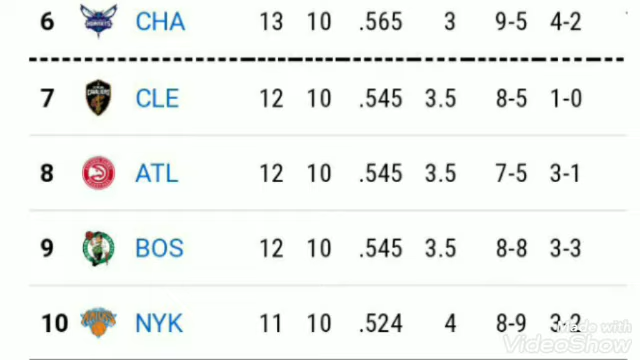 6 CHA 13 10 .565 3 9-5 4-2
7 CLE 12 10 .545 3.5 8-5 1-0
8 ATL 12 10 .545 3.5 7-5 3-1
9 BOS 12 10 .545 3.5 8-8 3-3
10 NYK 11 10 .524 4 8-9 3-2
Made with
VideoShow